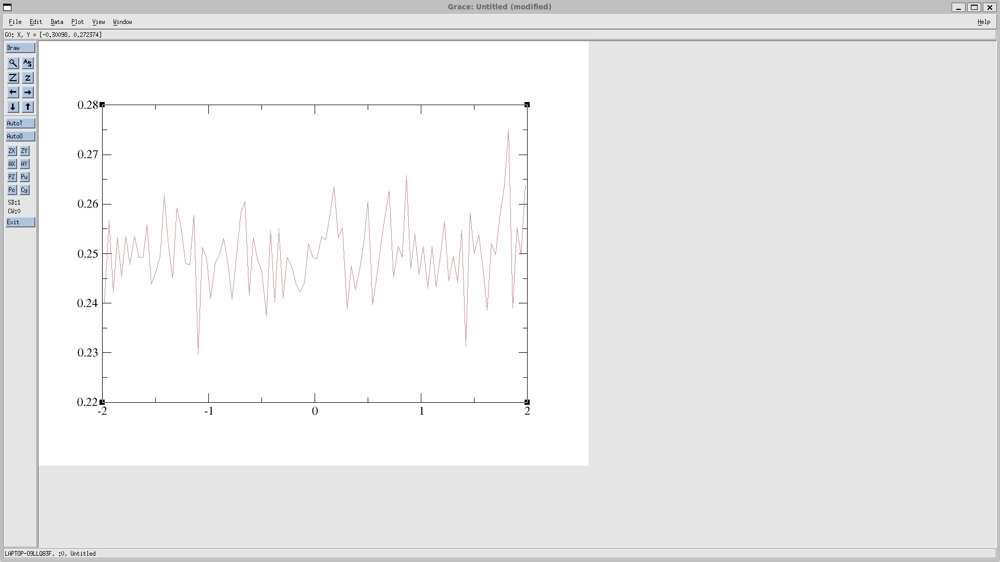 Grace: Untitled (modified)
File Edit Data Plot View Window Help
G0: X, Y = [-0.30098, 0.272374]
Draw
AS
Z z
AutoT
AutoO
ZX ZY
AX AY
PZ Pu
Po Cy
SD:1
CW:0
Exit
0.28
0.27
0.26
0.25
0.24
0.23
0.22
-2 -1 0 1 2
LAPTOP-O9LLQ83F, :0, Untitled